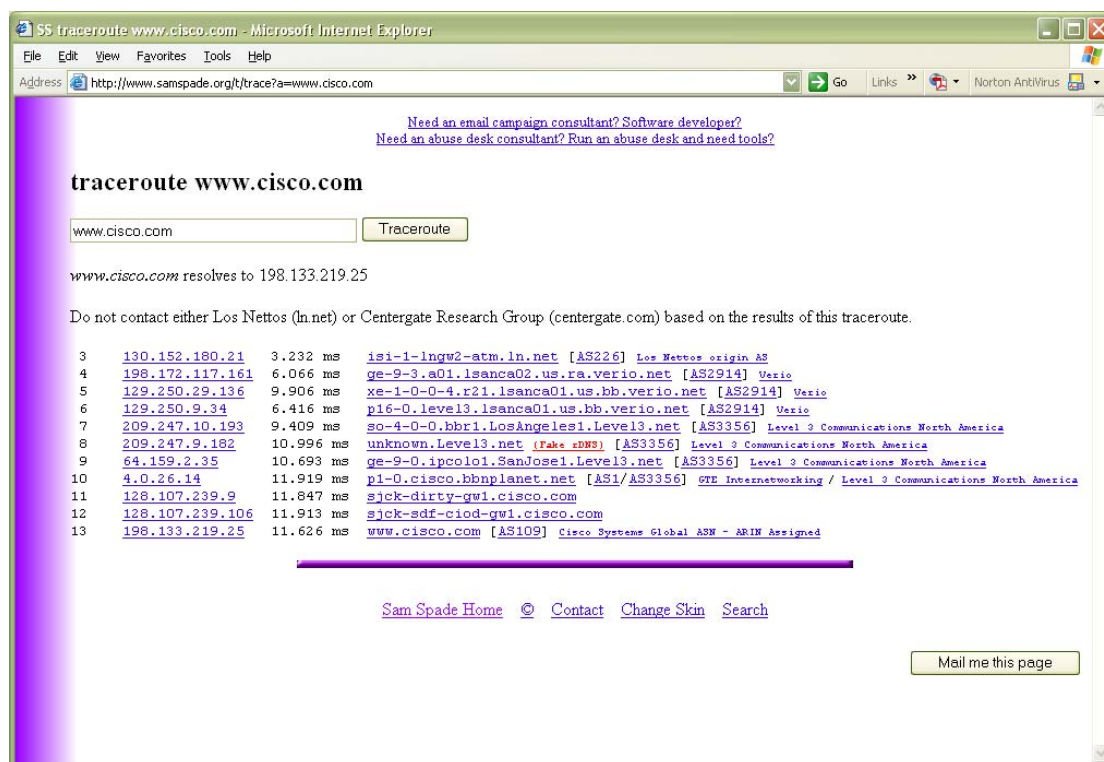 SS traceroute www.cisco.com - Microsoft Internet Explorer
File Edit View Favorites Tools Help
Address http://www.samspade.org/t/trace?a=www.cisco.com Go Links » Norton AntiVirus
Need an email campaign consultant? Software developer?
Need an abuse desk consultant? Run an abuse desk and need tools?
traceroute www.cisco.com
www.cisco.com Traceroute
www.cisco.com resolves to 198.133.219.25
Do not contact either Los Nettos (ln.net) or Centergate Research Group (centergate.com) based on the results of this traceroute.
3 130.152.180.21 3.232 ms isi-1-lngw2-atm.ln.net [AS226] Los Nettos origin AS
4 198.172.117.161 6.066 ms ge-9-3.a01.lsanca02.us.ra.verio.net [AS2914] Verio
5 129.250.29.136 9.906 ms xe-1-0-0-4.r21.lsanca01.us.bb.verio.net [AS2914] Verio
6 129.250.9.34 6.416 ms p16-0.level3.lsanca01.us.bb.verio.net [AS2914] Verio
7 209.247.10.193 9.409 ms so-4-0-0.bbr1.LosAngeles1.Level3.net [AS3356] Level 3 Communications North America
8 209.247.9.182 10.996 ms unknown.Level3.net (Fake rDNS) [AS3356] Level 3 Communications North America
9 64.159.2.35 10.693 ms ge-9-0.ipcolo1.SanJose1.Level3.net [AS3356] Level 3 Communications North America
10 4.0.26.14 11.919 ms p1-0.cisco.bbnplanet.net [AS1/AS3356] GTE Internetworking / Level 3 Communications North America
11 128.107.239.9 11.847 ms sjck-dirty-gw1.cisco.com
12 128.107.239.106 11.913 ms sjck-sdf-ciod-gw1.cisco.com
13 198.133.219.25 11.626 ms www.cisco.com [AS109] Cisco Systems Global ASN - ARIN Assigned
Sam Spade Home © Contact Change Skin Search
Mail me this page